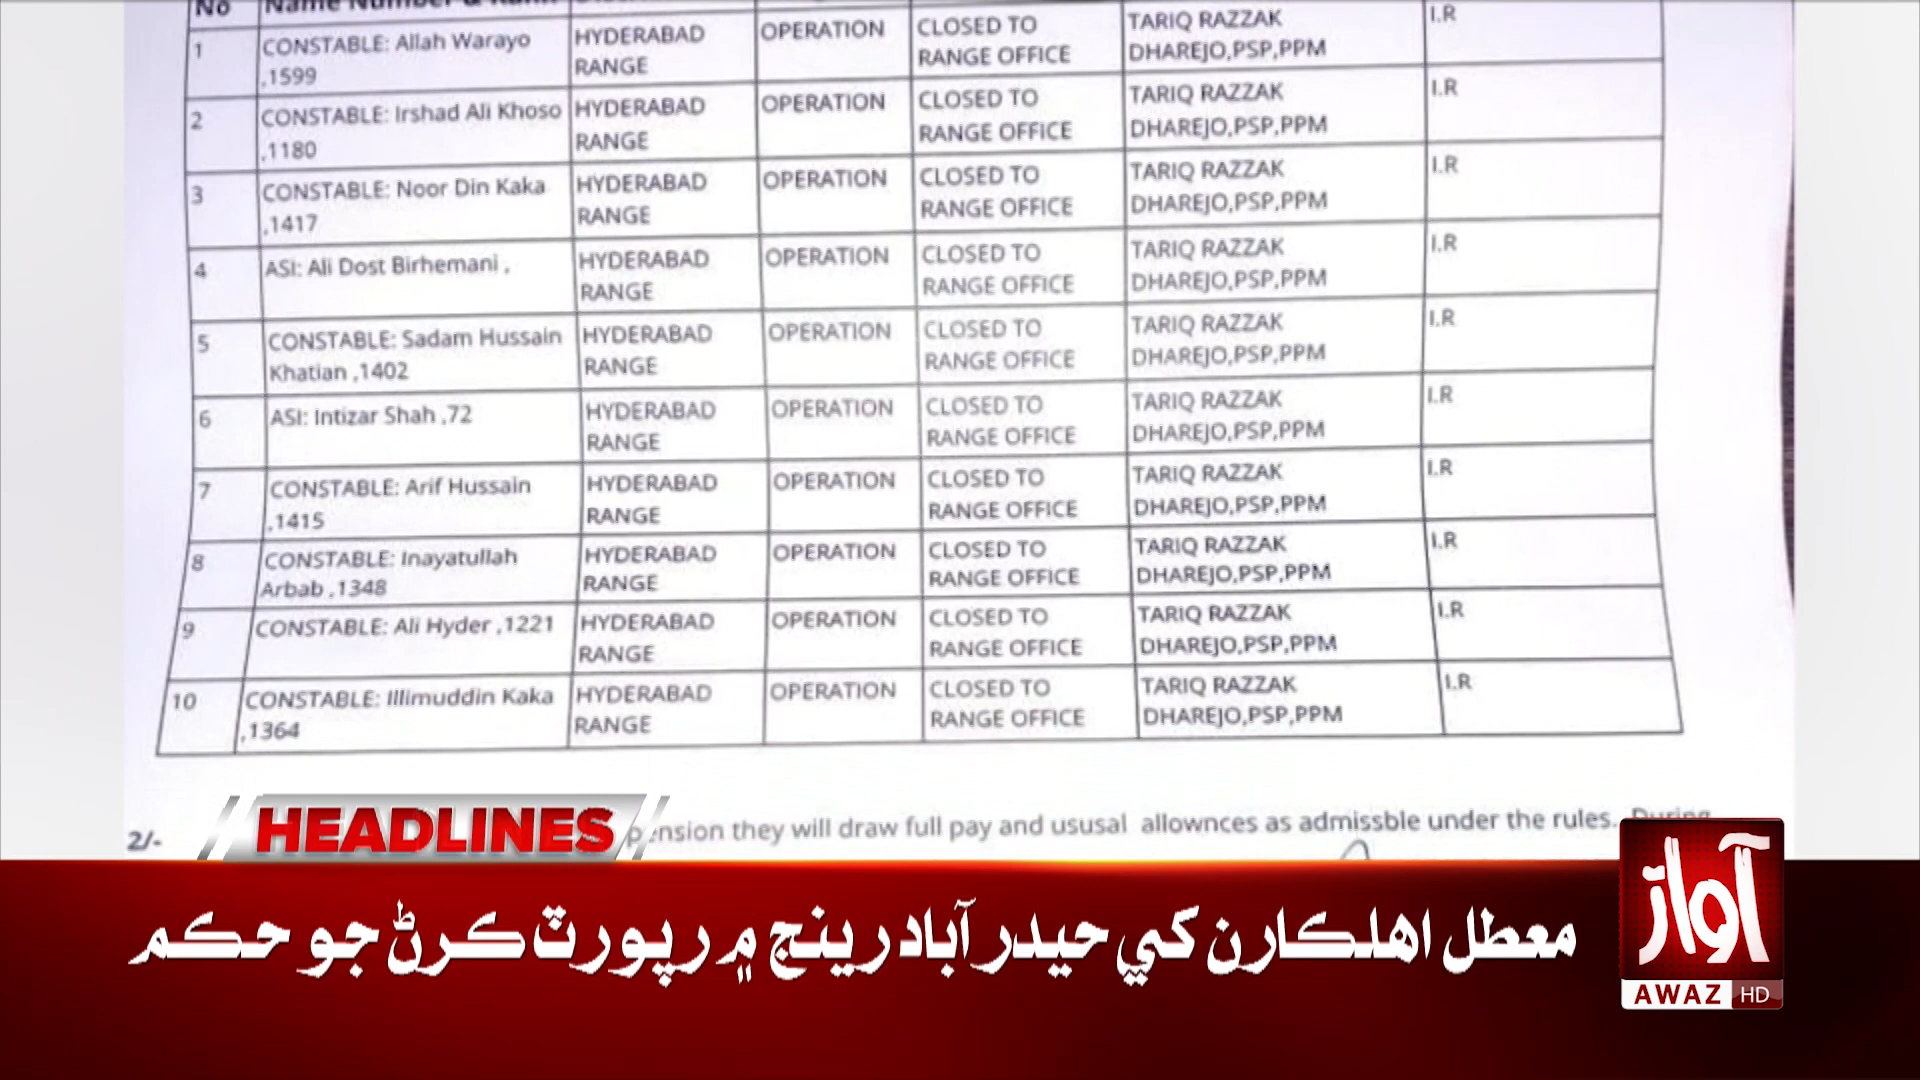 No
1 CONSTABLE: Allah Warayo ,1599 HYDERABAD RANGE OPERATION CLOSED TO RANGE OFFICE TARIQ RAZZAK DHAREJO,PSP,PPM I.R
2 CONSTABLE: Irshad Ali Khoso ,1180 HYDERABAD RANGE OPERATION CLOSED TO RANGE OFFICE TARIQ RAZZAK DHAREJO,PSP,PPM I.R
3 CONSTABLE: Noor Din Kaka ,1417 HYDERABAD RANGE OPERATION CLOSED TO RANGE OFFICE TARIQ RAZZAK DHAREJO,PSP,PPM I.R
4 ASI: Ali Dost Birhemani , HYDERABAD RANGE OPERATION CLOSED TO RANGE OFFICE TARIQ RAZZAK DHAREJO,PSP,PPM I.R
5 CONSTABLE: Sadam Hussain Khatian ,1402 HYDERABAD RANGE OPERATION CLOSED TO RANGE OFFICE TARIQ RAZZAK DHAREJO,PSP,PPM I.R
6 ASI: Intizar Shah ,72 HYDERABAD RANGE OPERATION CLOSED TO RANGE OFFICE TARIQ RAZZAK DHAREJO,PSP,PPM I.R
7 CONSTABLE: Arif Hussain ,1415 HYDERABAD RANGE OPERATION CLOSED TO RANGE OFFICE TARIQ RAZZAK DHAREJO,PSP,PPM I.R
8 CONSTABLE: Inayatullah Arbab ,1348 HYDERABAD RANGE OPERATION CLOSED TO RANGE OFFICE TARIQ RAZZAK DHAREJO,PSP,PPM I.R
9 CONSTABLE: Ali Hyder ,1221 HYDERABAD RANGE OPERATION CLOSED TO RANGE OFFICE TARIQ RAZZAK DHAREJO,PSP,PPM I.R
10 CONSTABLE: Illimuddin Kaka ,1364 HYDERABAD RANGE OPERATION CLOSED TO RANGE OFFICE TARIQ RAZZAK DHAREJO,PSP,PPM I.R
2/- pension they will draw full pay and ususal allownces as admissble under the rules. During
HEADLINES
معطل اهلڪارن کي حيدرآباد رينج ۾ رپورٽ ڪرڻ جو حڪم
آواز
AWAZ HD